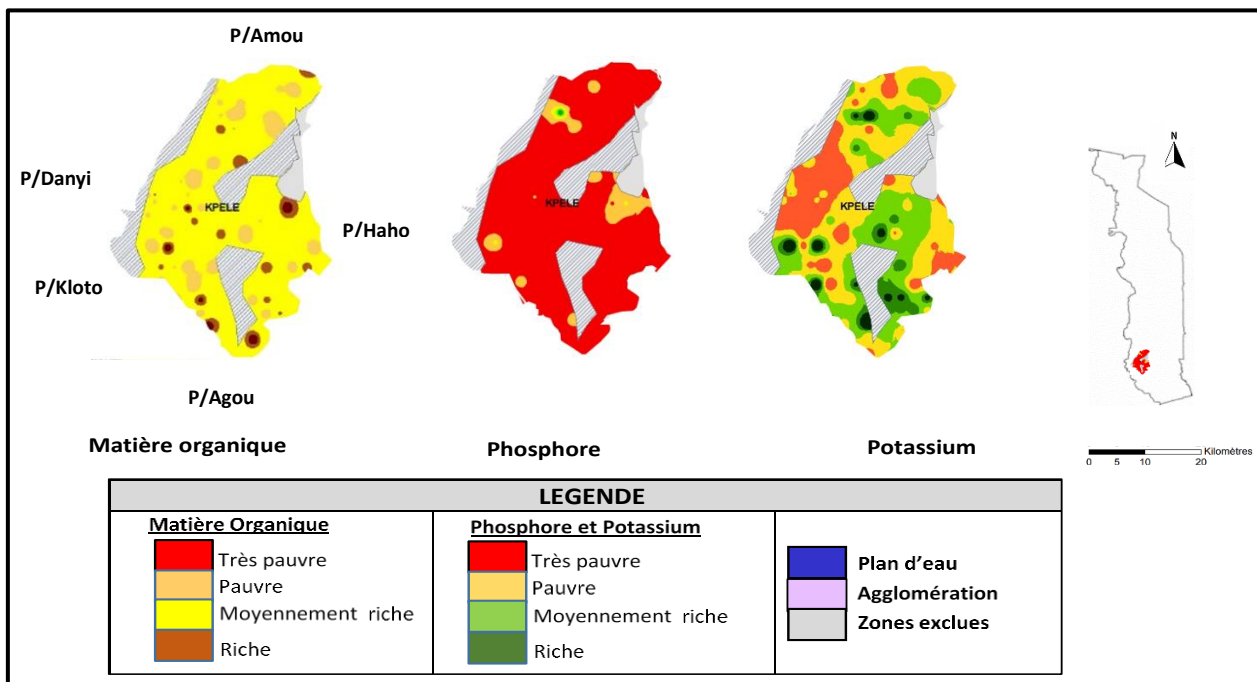 P/Amou
P/Danyi
P/Haho
P/Kloto
P/Agou
KPELE
KPELE
KPELE
N
Kilomètres
0 5 10 20
Matière organique
Phosphore
Potassium
LEGENDE
Matière Organique
Très pauvre
Pauvre
Moyennement riche
Riche
Phosphore et Potassium
Très pauvre
Pauvre
Moyennement riche
Riche
Plan d’eau
Agglomération
Zones exclues